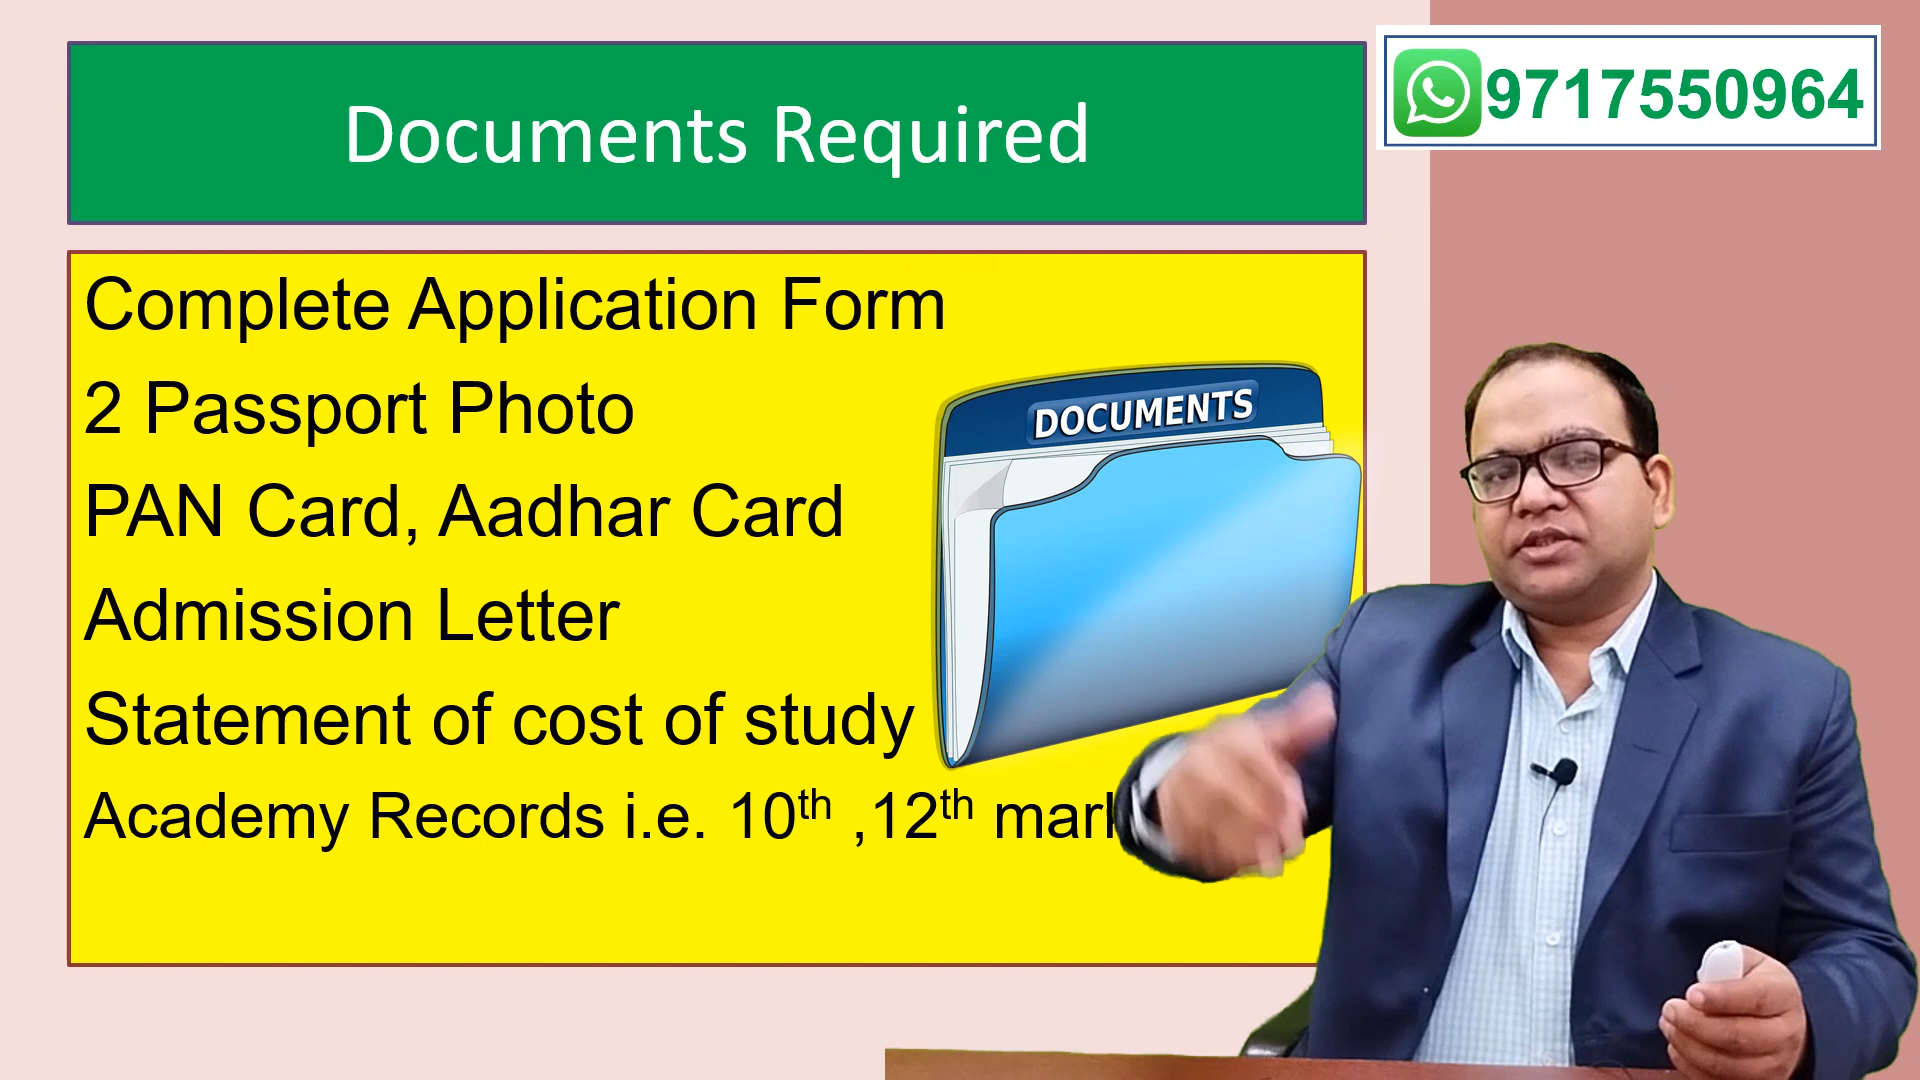 Documents Required
9717550964
Complete Application Form
2 Passport Photo
DOCUMENTS
PAN Card, Aadhar Card
Admission Letter
Statement of cost of study
Academy Records i.e. 10th ,12th